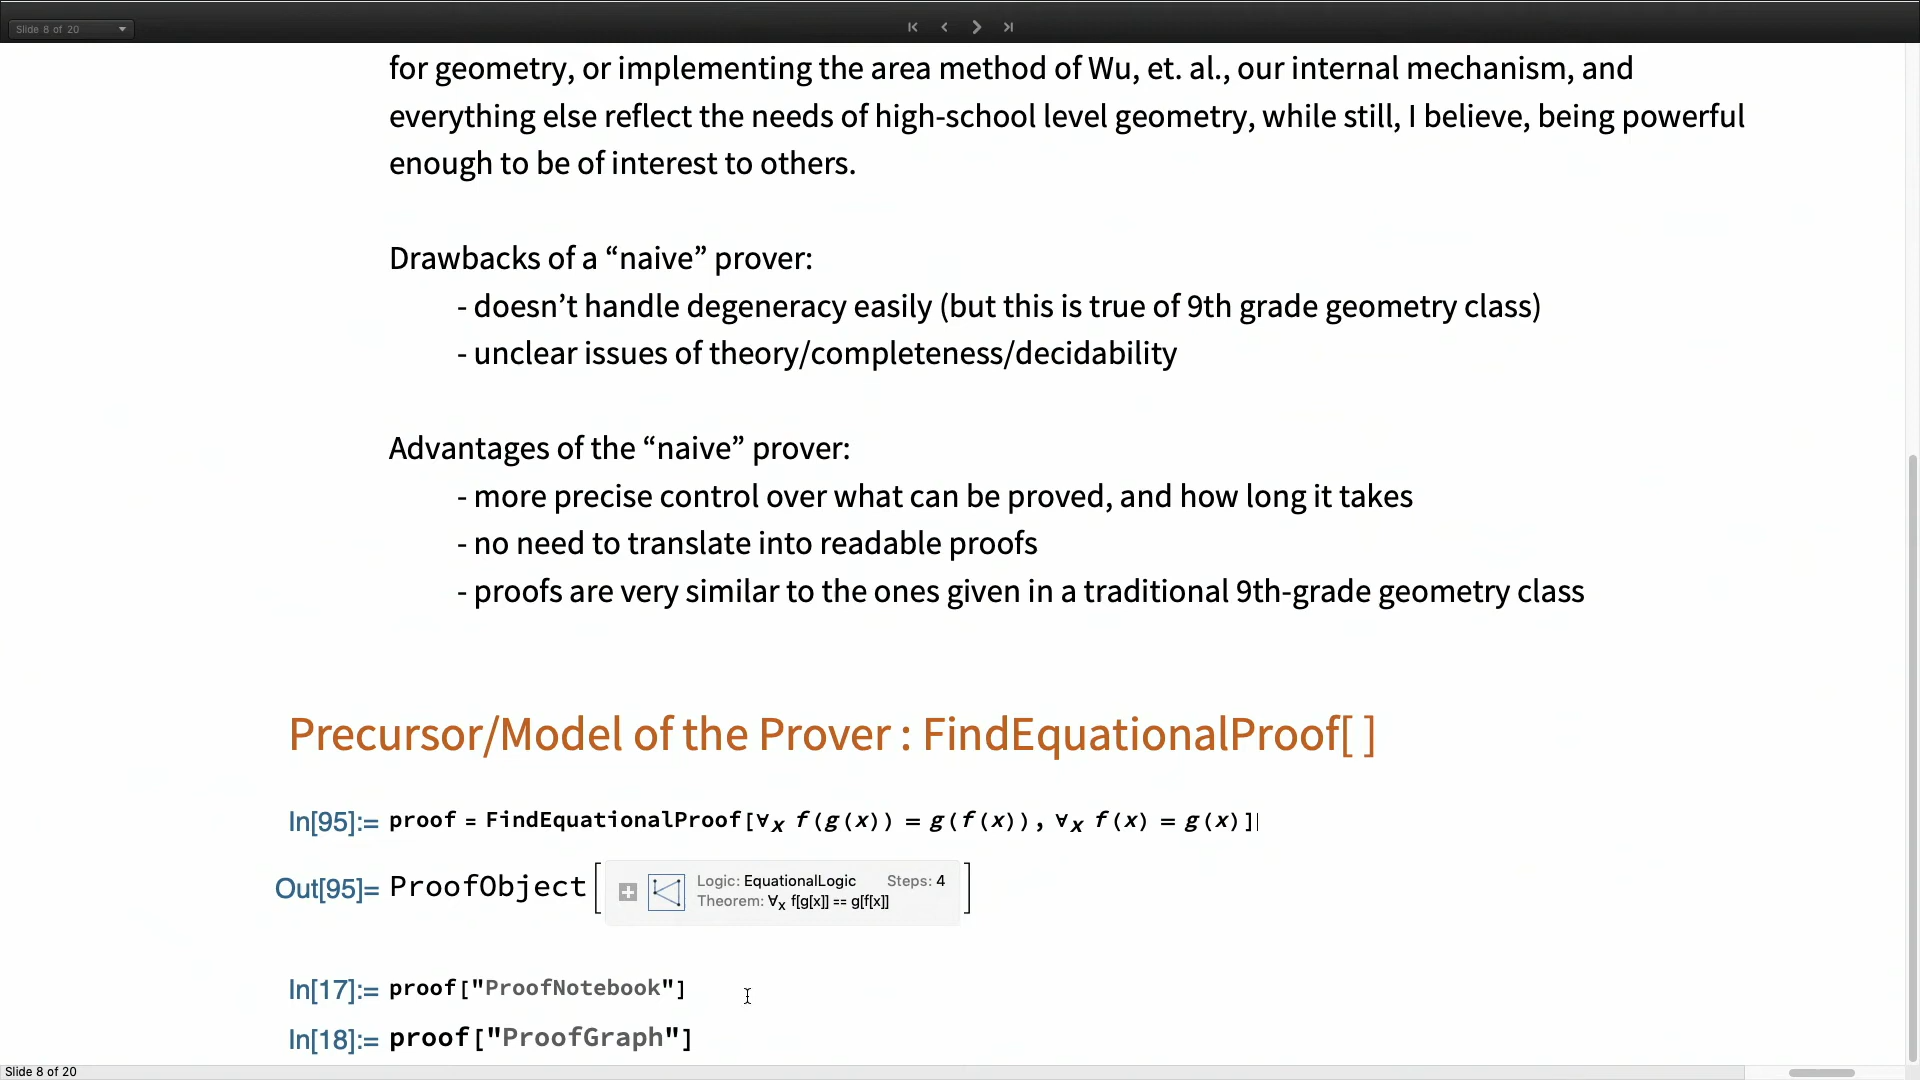 Slide 8 of 20
for geometry, or implementing the area method of Wu, et. al., our internal mechanism, and
everything else reflect the needs of high-school level geometry, while still, I believe, being powerful
enough to be of interest to others.
Drawbacks of a “naive” prover:
- doesn’t handle degeneracy easily (but this is true of 9th grade geometry class)
- unclear issues of theory/completeness/decidability
Advantages of the “naive” prover:
- more precise control over what can be proved, and how long it takes
- no need to translate into readable proofs
- proofs are very similar to the ones given in a traditional 9th-grade geometry class
Precursor/Model of the Prover : FindEquationalProof[ ]
In[95]:= proof = FindEquationalProof[∀x f(g(x)) = g(f(x)), ∀x f(x) = g(x)]
Out[95]= ProofObject[ Logic: EquationalLogic Steps: 4
Theorem: ∀x f[g[x]] == g[f[x]] ]
In[17]:= proof["ProofNotebook"]
In[18]:= proof["ProofGraph"]
Slide 8 of 20